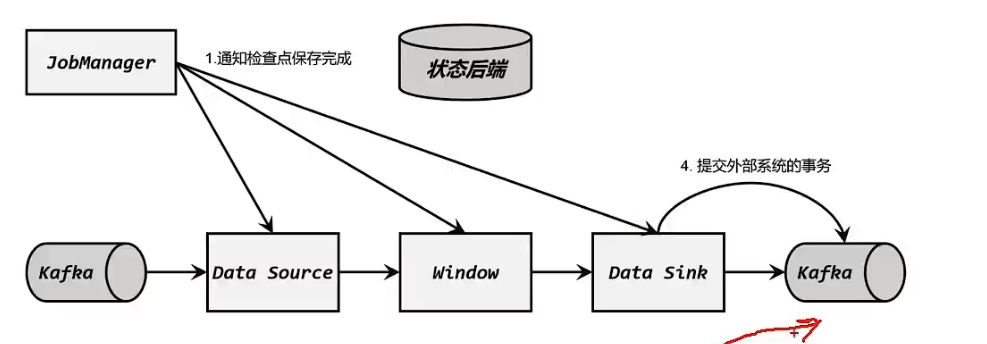 JobManager
1.通知检查点保存完成
状态后端
4. 提交外部系统的事务
Kafka
Data Source
Window
Data Sink
Kafka